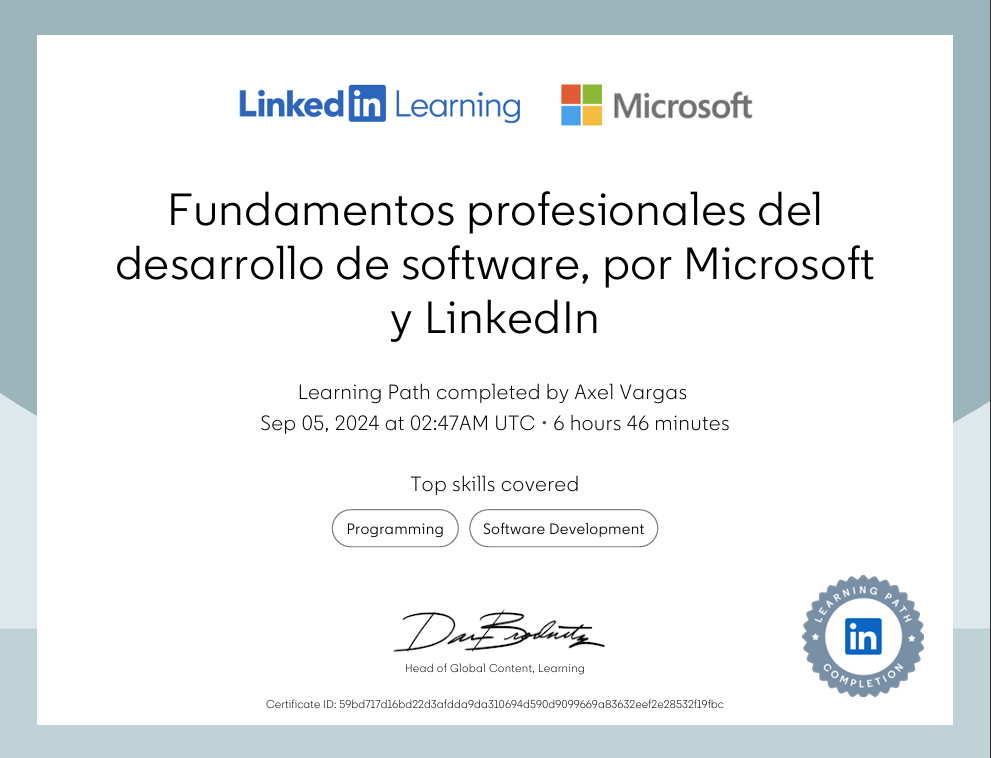 Linked in Learning Microsoft
Fundamentos profesionales del
desarrollo de software, por Microsoft
y LinkedIn
Learning Path completed by Axel Vargas
Sep 05, 2024 at 02:47AM UTC • 6 hours 46 minutes
Top skills covered
Programming Software Development
Head of Global Content, Learning
Certificate ID: 59bd717d16bd22d3afdda9da310694d590d9099669a83632eef2e28532f19fbc
LEARNING PATH
in
COMPLETION